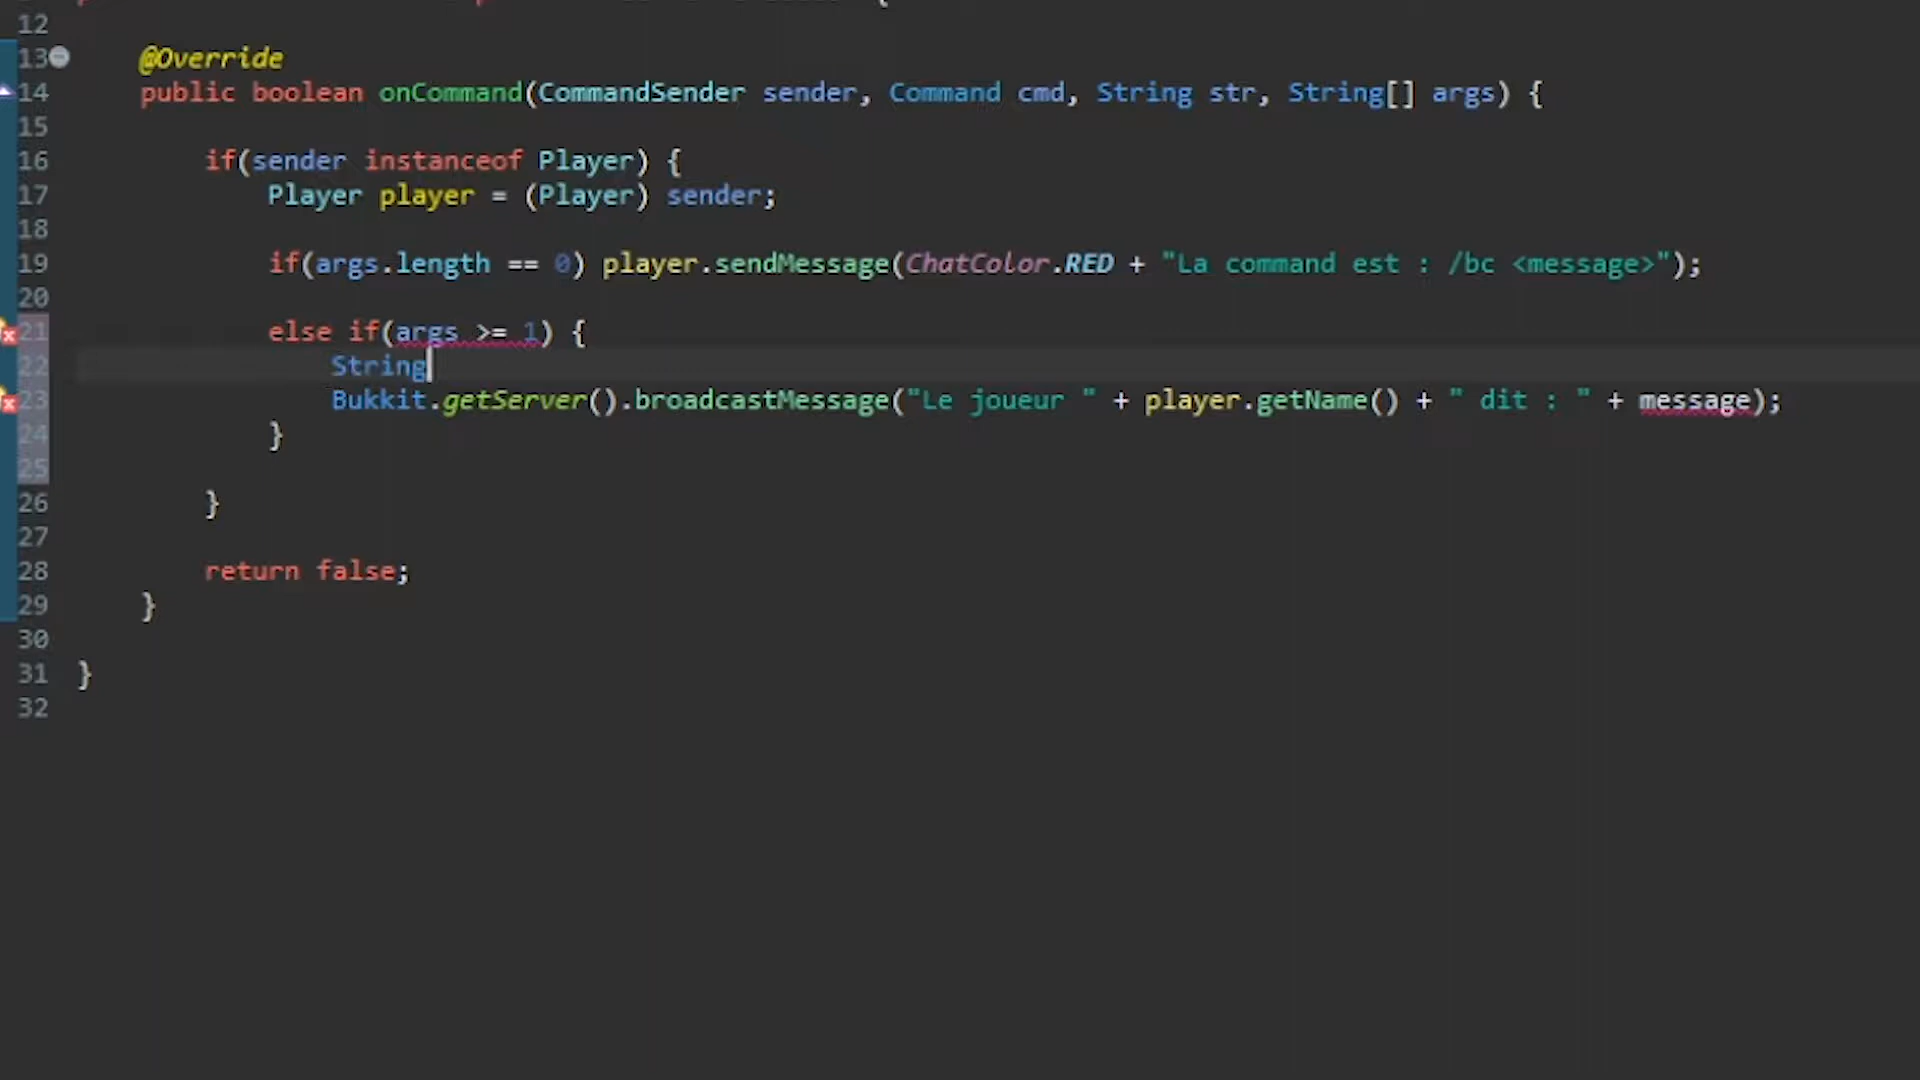 12
13 @Override
14 public boolean onCommand(CommandSender sender, Command cmd, String str, String[] args) {
15
16 if(sender instanceof Player) {
17 Player player = (Player) sender;
18
19 if(args.length == 0) player.sendMessage(ChatColor.RED + "La command est : /bc <message>");
20
21 else if(args >= 1) {
22 String
23 Bukkit.getServer().broadcastMessage("Le joueur " + player.getName() + " dit : " + message);
24 }
25
26 }
27
28 return false;
29 }
30
31 }
32